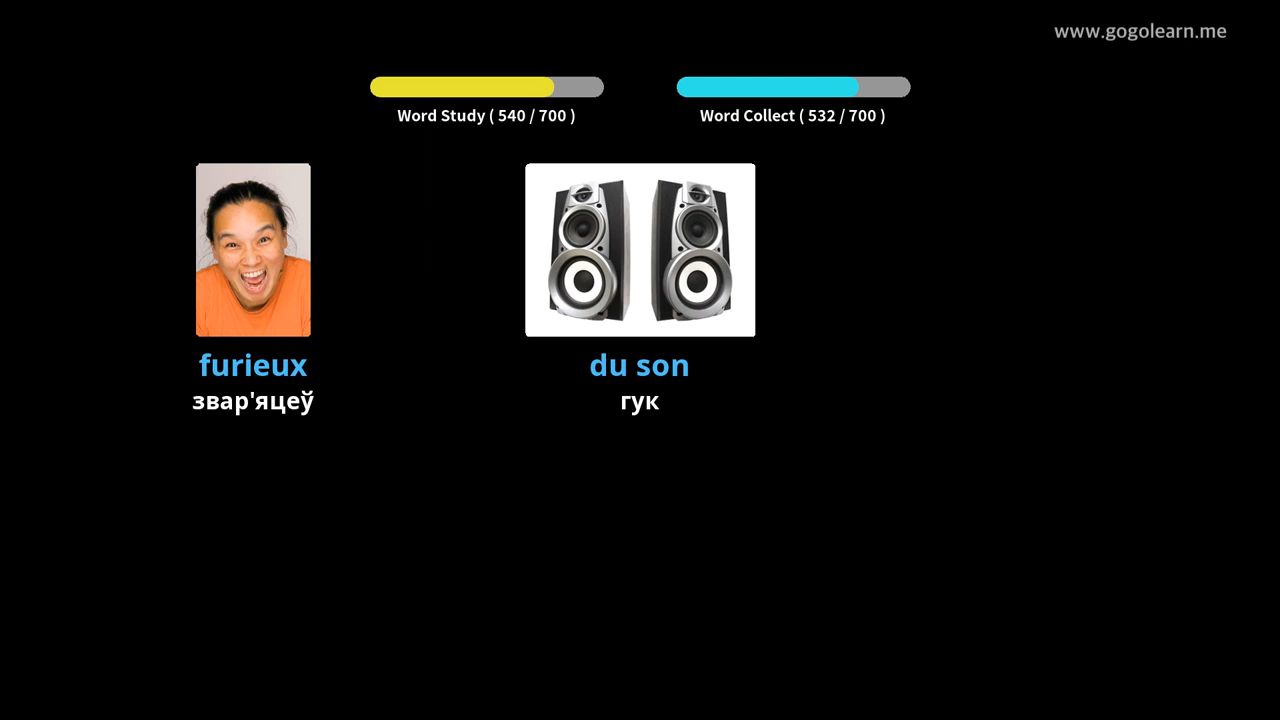 www.gogolearn.me
Word Study ( 540 / 700 )
Word Collect ( 532 / 700 )
furieux
звар'яцеў
du son
гук